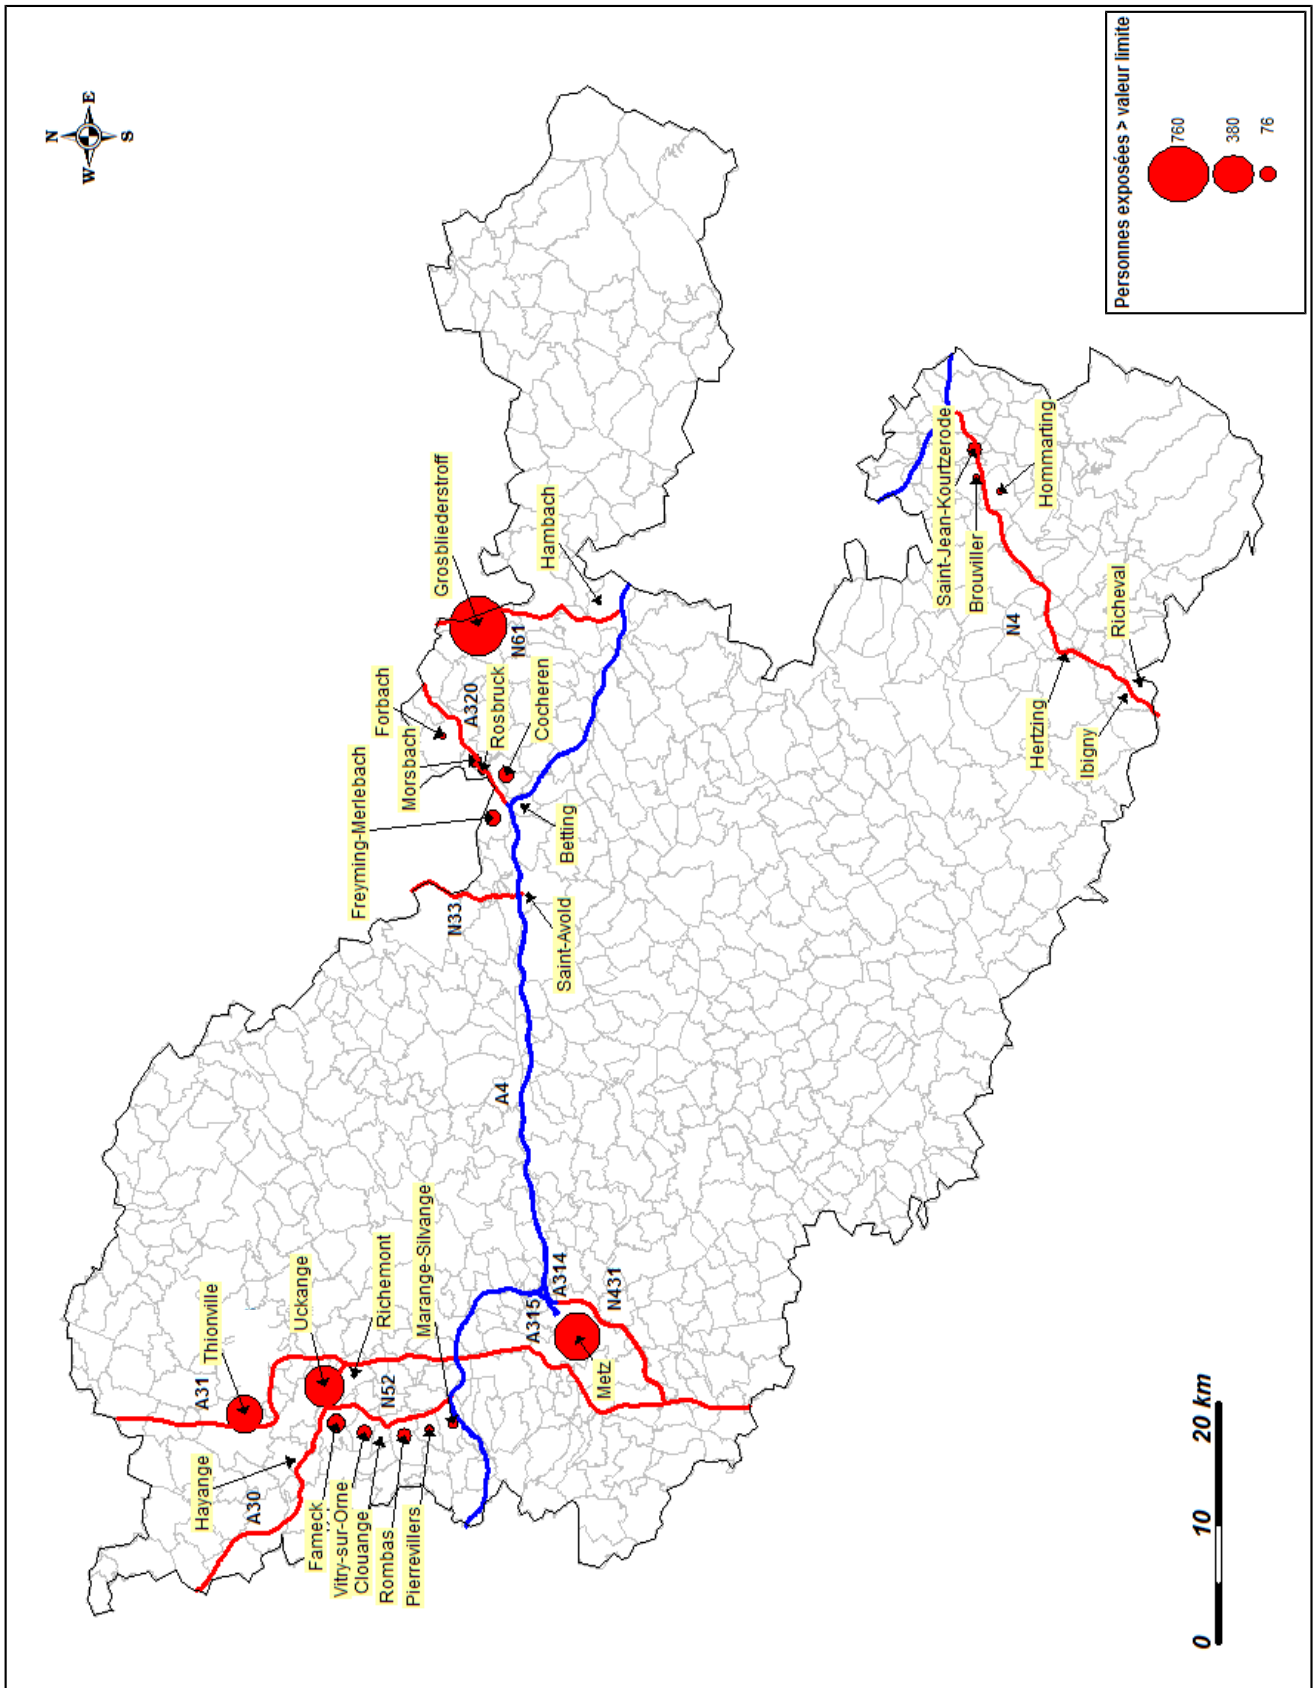 N
W
E
S
Personnes exposées > valeur limite
760
380
76
Thionville
A31
Hayange
A30
Uckange
Richemont
N52
Marange-Silvange
Fameck
Vitry-sur-Orne
Clouange
Rombas
Pierrevillers
A315
A314
N431
Metz
A4
N33
Saint-Avold
Freyming-Merlebach
Betting
Morsbach
Forbach
A320
Rosbruck
Cocheren
Grosbliederstroff
N61
Hambach
Saint-Jean-Kourtzerode
Brouviller
Hommarting
N4
Hertzing
Ibigny
Richeval
0
10
20 km